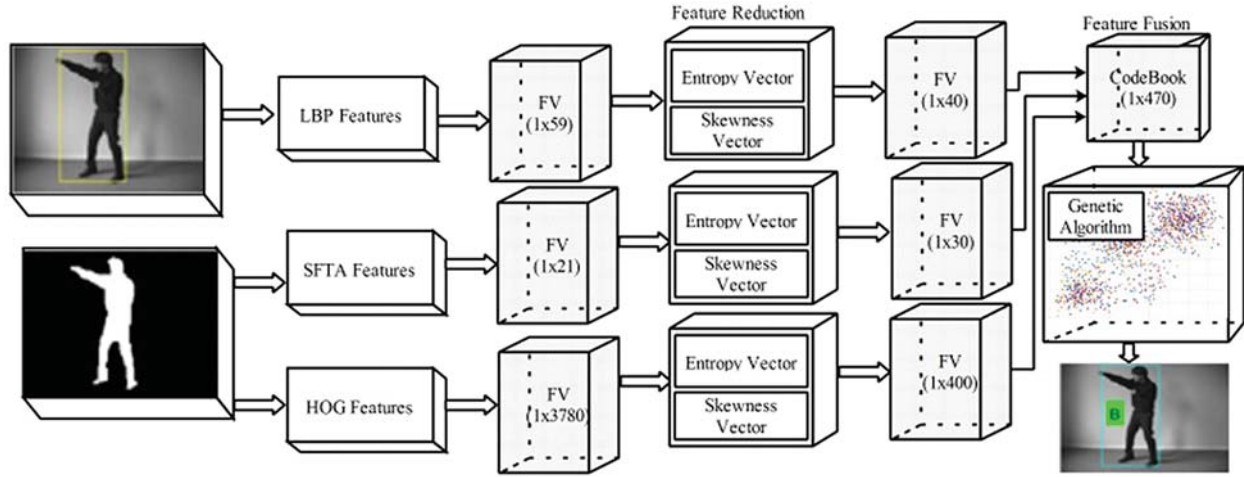 Feature Reduction
Feature Fusion
LBP Features
FV
(1x59)
Entropy Vector
Skewness
Vector
FV
(1x40)
CodeBook
(1x470)
SFTA Features
FV
(1x21)
Entropy Vector
Skewness
Vector
FV
(1x30)
Genetic
Algorithm
HOG Features
FV
(1x3780)
Entropy Vector
Skewness
Vector
FV
(1x400)
B